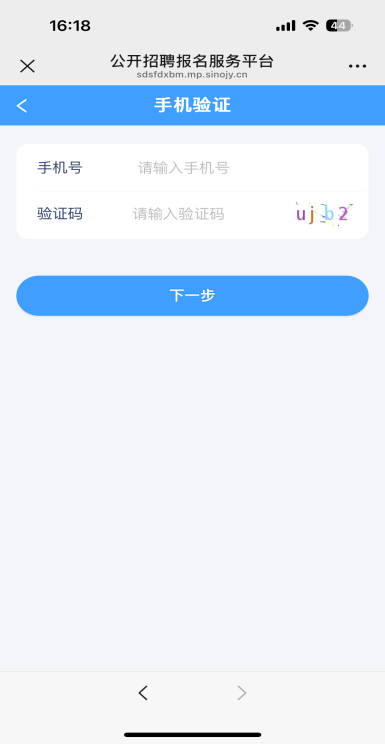 11:18
44
公开招聘报名服务平台
sdsfdxbm.mp.sinojy.cn
手机验证
手机号 请输入手机号
验证码 请输入验证码 ujb2
下一步